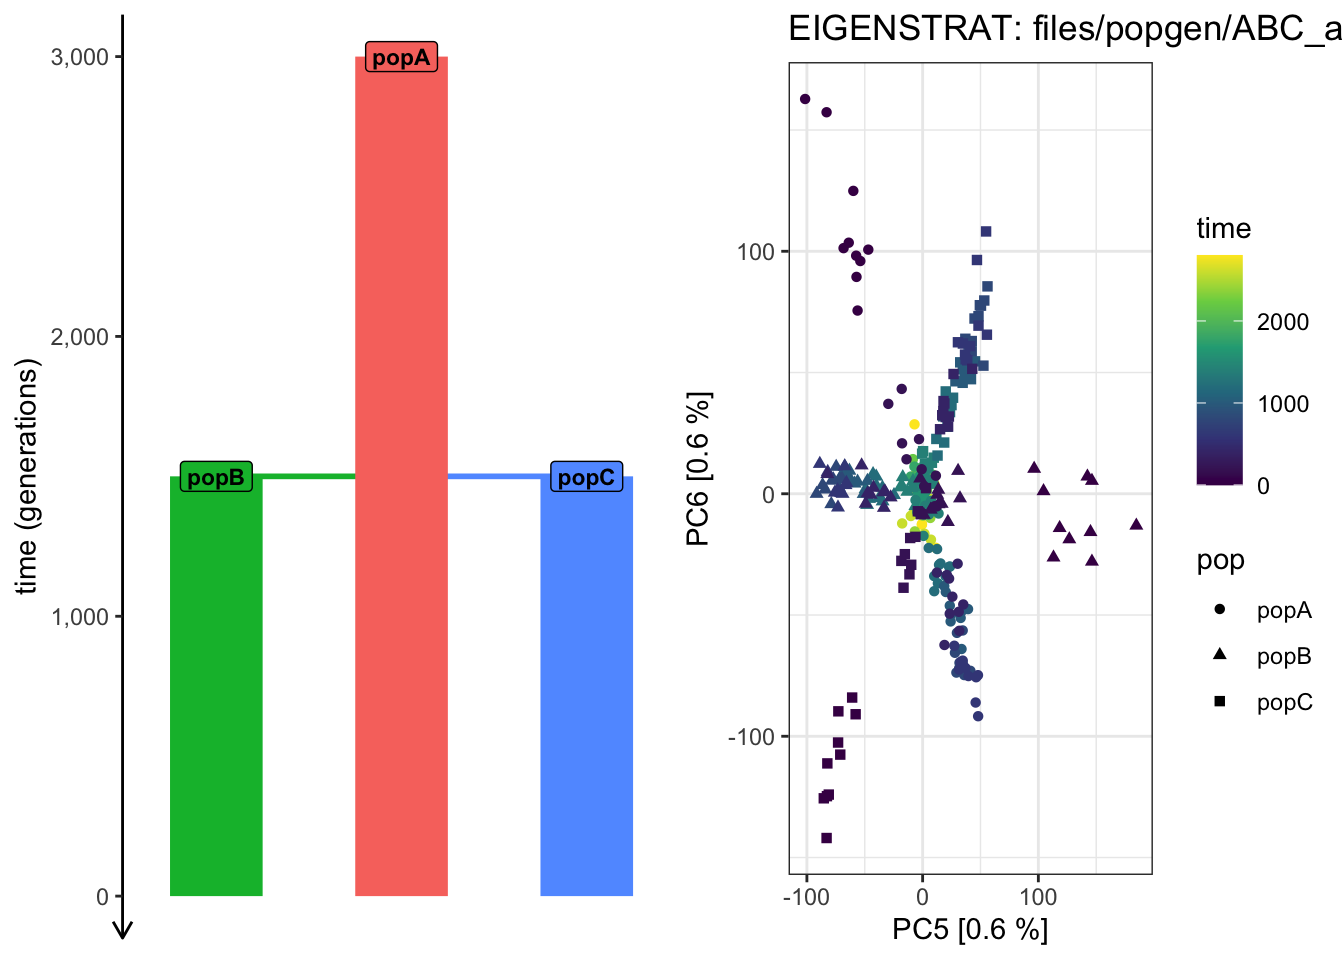 EIGENSTRAT: files/popgen/ABC_a
time (generations)
3,000
2,000
1,000
0
popA
popB
popC
PC6 [0.6 %]
100
0
-100
-100
0
100
PC5 [0.6 %]
time
2000
1000
0
pop
popA
popB
popC